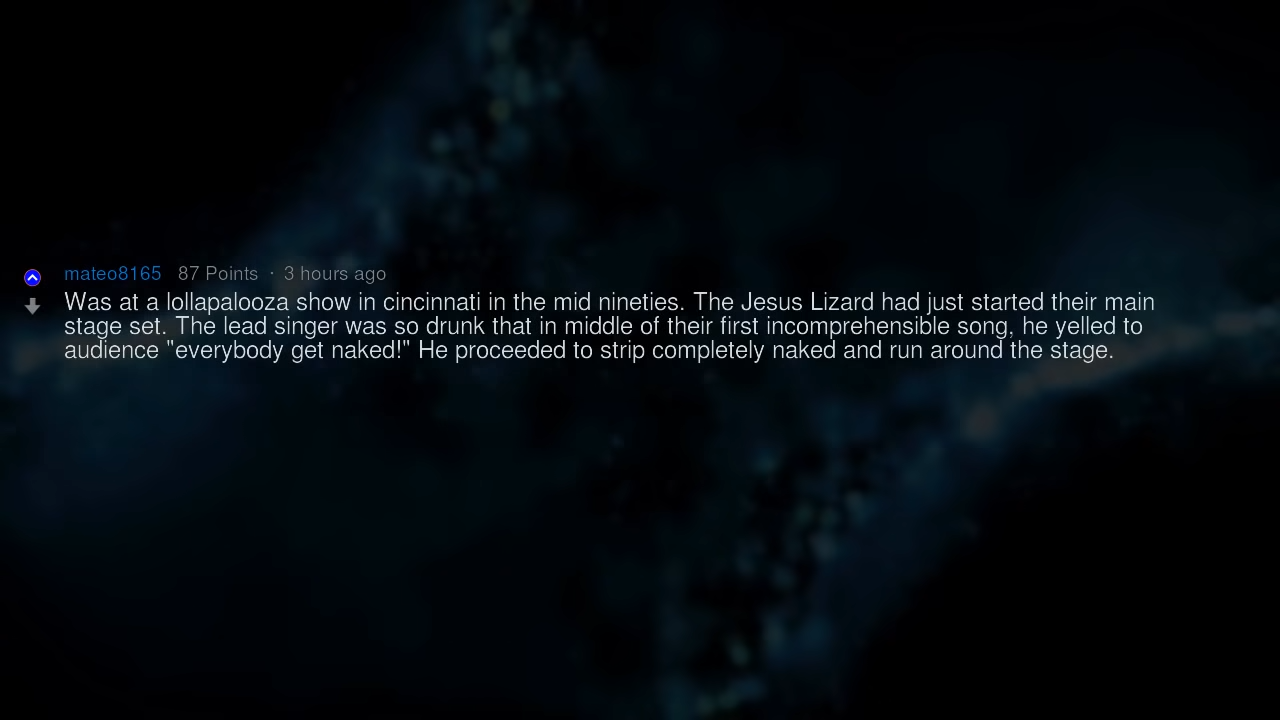 mateo8165 87 Points · 3 hours ago
Was at a lollapalooza show in cincinnati in the mid nineties. The Jesus Lizard had just started their main
stage set. The lead singer was so drunk that in middle of their first incomprehensible song, he yelled to
audience "everybody get naked!" He proceeded to strip completely naked and run around the stage.